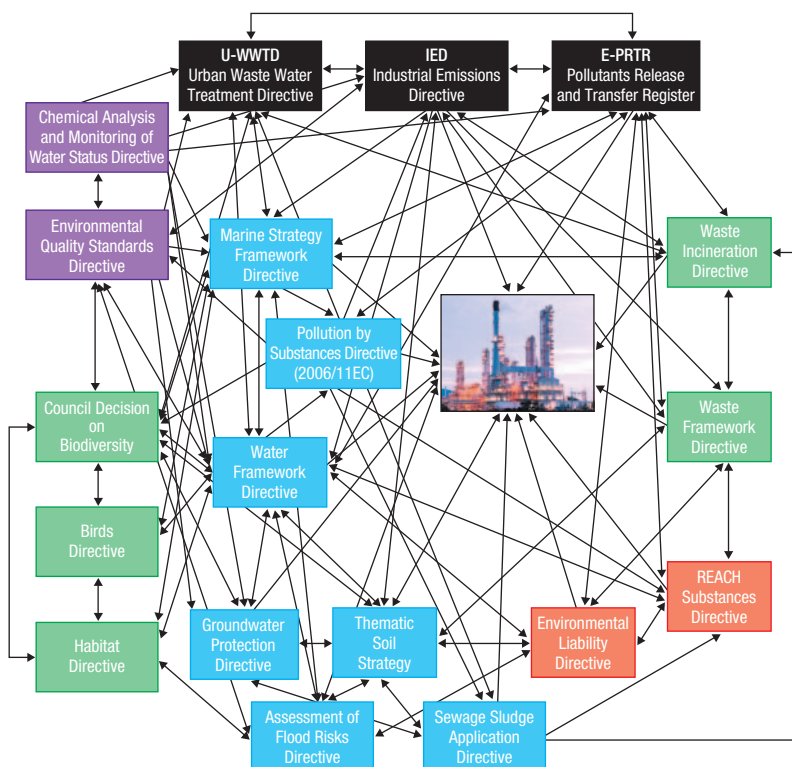 U-WWTD
Urban Waste Water
Treatment Directive
IED
Industrial Emissions
Directive
E-PRTR
Pollutants Release
and Transfer Register
Chemical Analysis
and Monitoring of
Water Status Directive
Environmental
Quality Standards
Directive
Marine Strategy
Framework
Directive
Waste
Incineration
Directive
Pollution by
Substances Directive
(2006/11EC)
Council Decision
on
Biodiversity
Waste
Framework
Directive
Water
Framework
Directive
Birds
Directive
REACH
Substances
Directive
Groundwater
Protection
Directive
Thematic
Soil
Strategy
Environmental
Liability
Directive
Habitat
Directive
Assessment of
Flood Risks
Directive
Sewage Sludge
Application
Directive